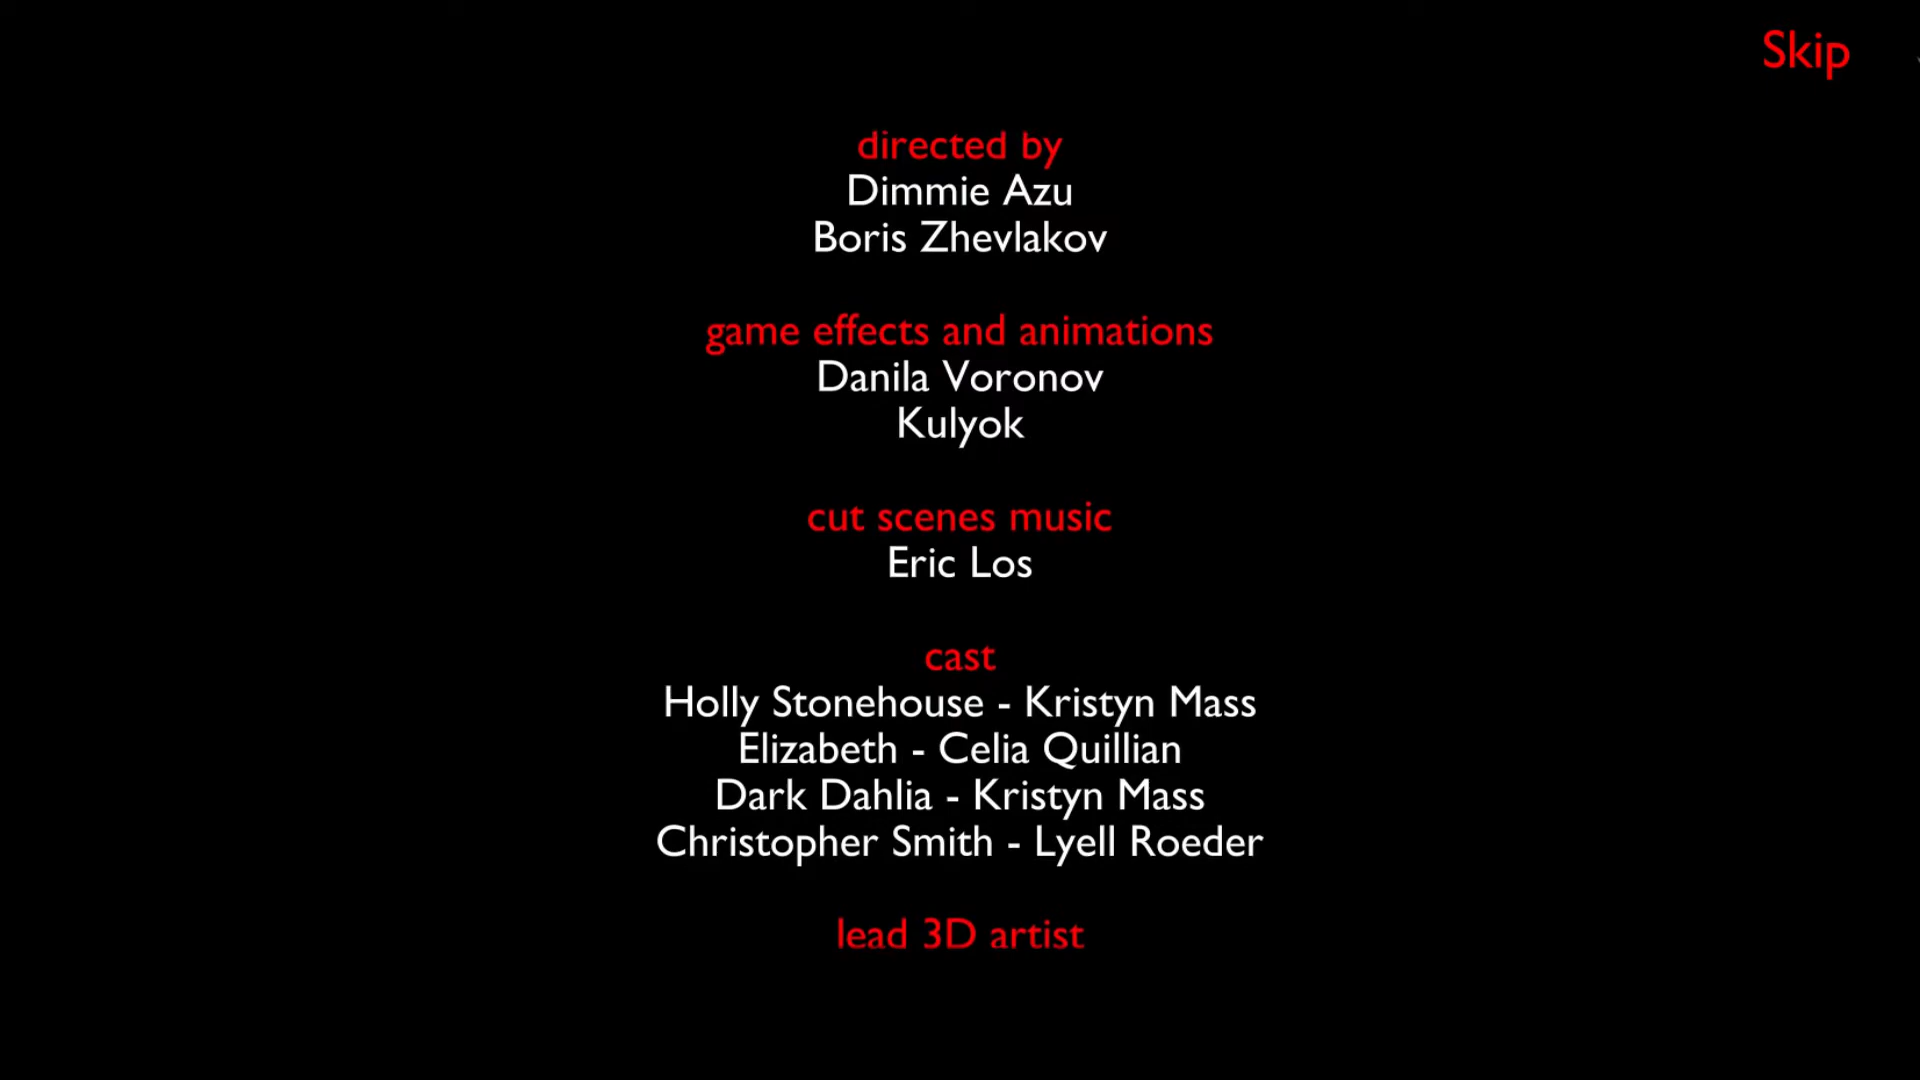 Skip
directed by
Dimmie Azu
Boris Zhevlakov
game effects and animations
Danila Voronov
Kulyok
cut scenes music
Eric Los
cast
Holly Stonehouse - Kristyn Mass
Elizabeth - Celia Quillian
Dark Dahlia - Kristyn Mass
Christopher Smith - Lyell Roeder
lead 3D artist